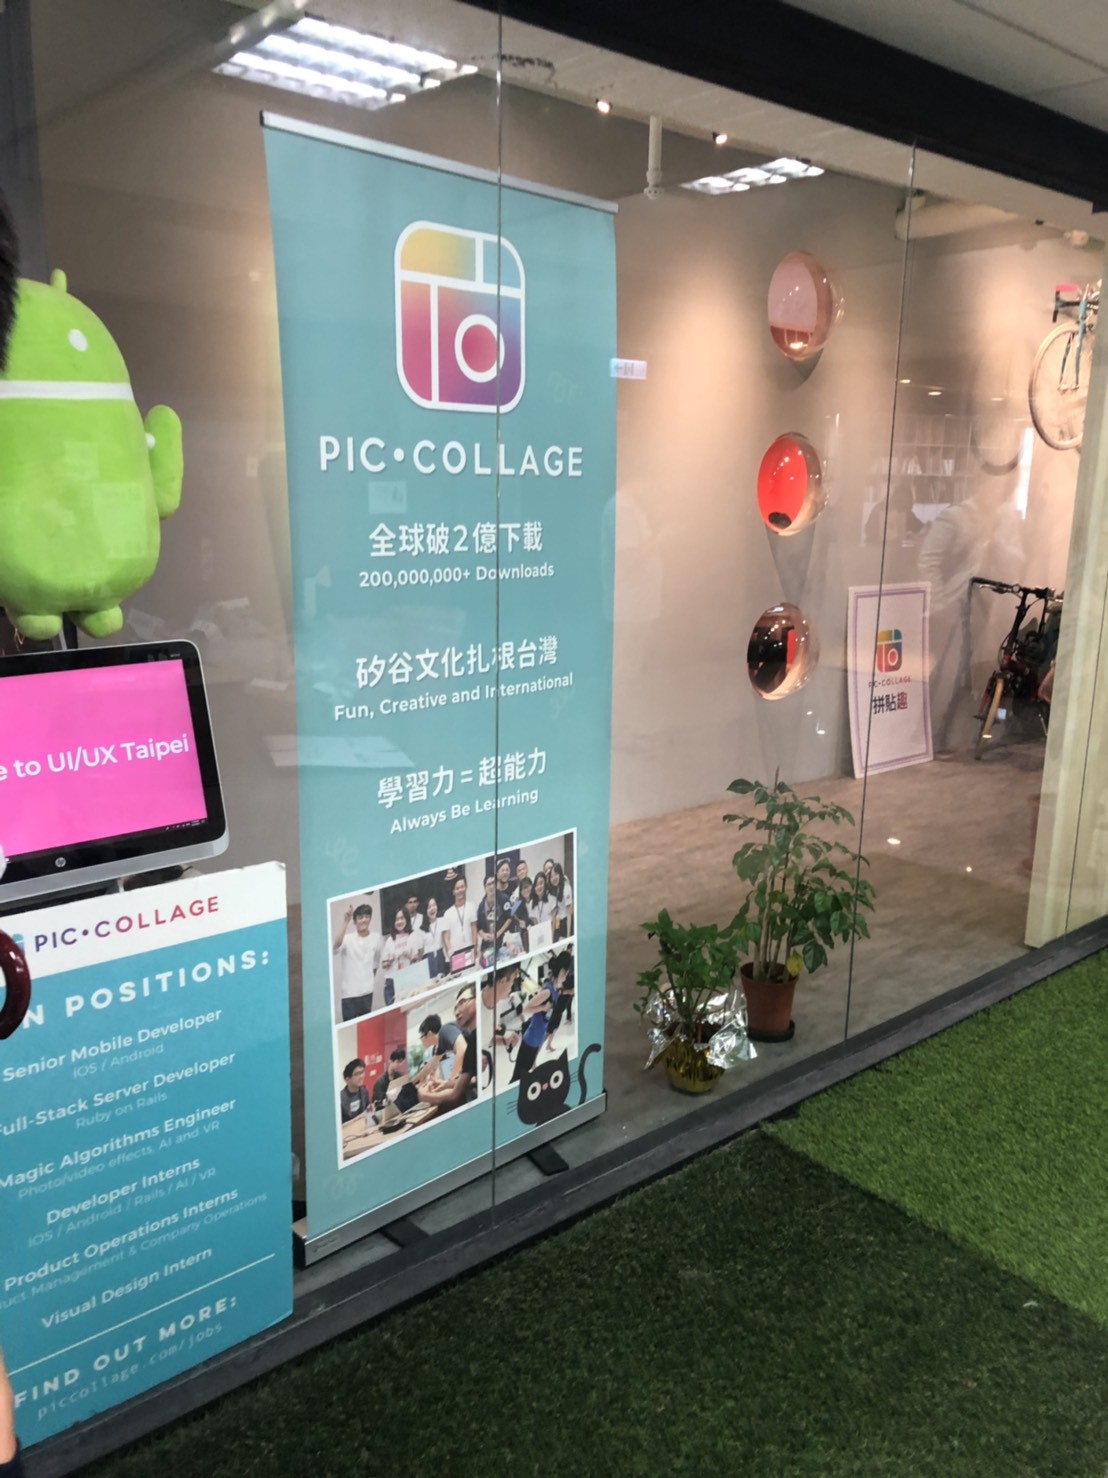 PIC•COLLAGE
全球破2億下載
200,000,000+ Downloads
矽谷文化扎根台灣
Fun, Creative and International
學習力=超能力
Always Be Learning
e to UI/UX Taipei
hp
PIC•COLLAGE
N POSITIONS:
Senior Mobile Developer
iOS / Android
Full-Stack Server Developer
Ruby on Rails
Magic Algorithms Engineer
Photo/video effects, AI and VR
Developer Interns
iOS / Android / Rails / AI / VR
Product Operations Interns
uct Management & Company Operations
Visual Design Intern
FIND OUT MORE:
piccollage.com/jobs
PIC•COLLAGE
拼貼趣